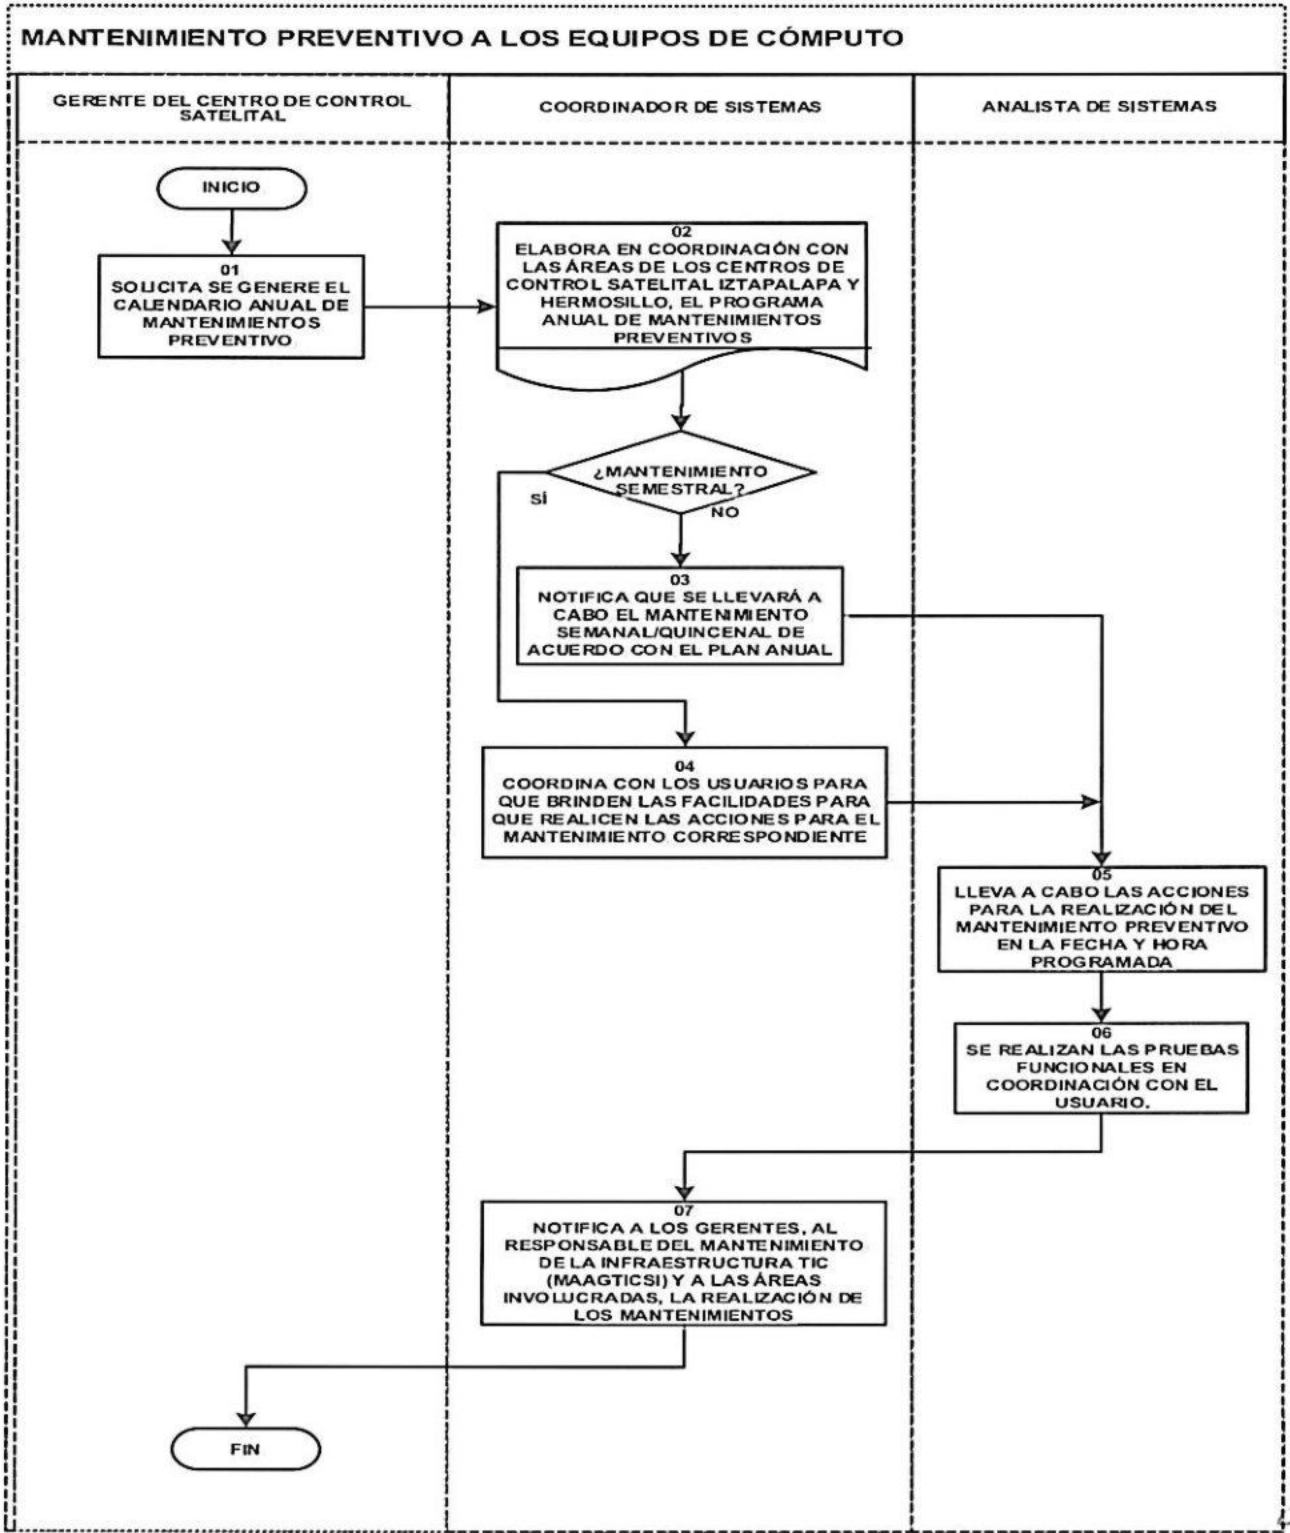 MANTENIMIENTO PREVENTIVO A LOS EQUIPOS DE CÓMPUTO
GERENTE DEL CENTRO DE CONTROL
SATELITAL
COORDINADOR DE SISTEMAS
ANALISTA DE SISTEMAS
INICIO
01
SOLICITA SE GENERE EL
CALENDARIO ANUAL DE
MANTENIMIENTOS
PREVENTIVO
02
ELABORA EN COORDINACIÓN CON
LAS ÁREAS DE LOS CENTROS DE
CONTROL SATELITAL IZTAPALAPA Y
HERMOSILLO, EL PROGRAMA
ANUAL DE MANTENIMIENTOS
PREVENTIVOS
¿MANTENIMIENTO
SEMESTRAL?
SÍ
NO
03
NOTIFICA QUE SE LLEVARÁ A
CABO EL MANTENIMIENTO
SEMANAL/QUINCENAL DE
ACUERDO CON EL PLAN ANUAL
04
COORDINA CON LOS USUARIOS PARA
QUE BRINDEN LAS FACILIDADES PARA
QUE REALICEN LAS ACCIONES PARA EL
MANTENIMIENTO CORRESPONDIENTE
05
LLEVA A CABO LAS ACCIONES
PARA LA REALIZACIÓN DEL
MANTENIMIENTO PREVENTIVO
EN LA FECHA Y HORA
PROGRAMADA
06
SE REALIZAN LAS PRUEBAS
FUNCIONALES EN
COORDINACIÓN CON EL
USUARIO.
07
NOTIFICA A LOS GERENTES, AL
RESPONSABLE DEL MANTENIMIENTO
DE LA INFRAESTRUCTURA TIC
(MAAGTICSI) Y A LAS ÁREAS
INVOLUCRADAS, LA REALIZACIÓN DE
LOS MANTENIMIENTOS
FIN